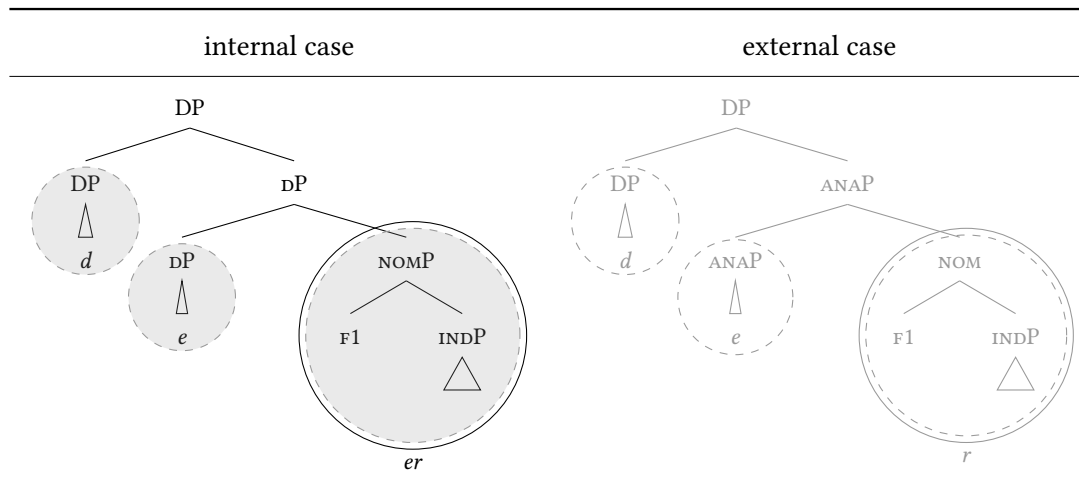 internal case external case
DP DP
DP DP
DP ANAP
d d
DP ANAP
NOMP NOM
e e
F1 INDP F1 INDP
er r